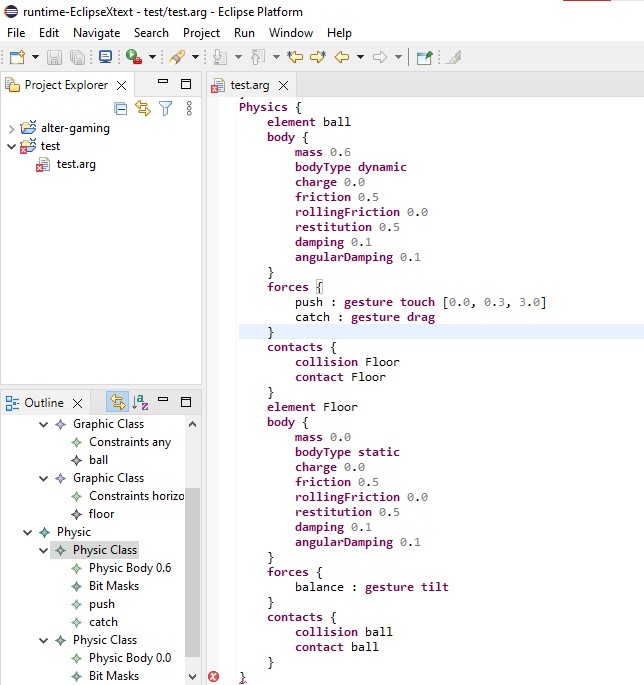 runtime-EclipseXtext - test/test.arg - Eclipse Platform
File Edit Navigate Search Project Run Window Help
Project Explorer
alter-gaming
test
test.arg
Outline
Graphic Class
Constraints any
ball
Graphic Class
Constraints horizo
floor
Physic
Physic Class
Physic Body 0.6
Bit Masks
push
catch
Physic Class
Physic Body 0.0
Bit Masks
test.arg
Physics {
element ball
body {
mass 0.6
bodyType dynamic
charge 0.0
friction 0.5
rollingFriction 0.0
restitution 0.5
damping 0.1
angularDamping 0.1
}
forces {
push : gesture touch [0.0, 0.3, 3.0]
catch : gesture drag
}
contacts {
collision Floor
contact Floor
}
element Floor
body {
mass 0.0
bodyType static
charge 0.0
friction 0.5
rollingFriction 0.0
restitution 0.5
damping 0.1
angularDamping 0.1
}
forces {
balance : gesture tilt
}
contacts {
collision ball
contact ball
}
}